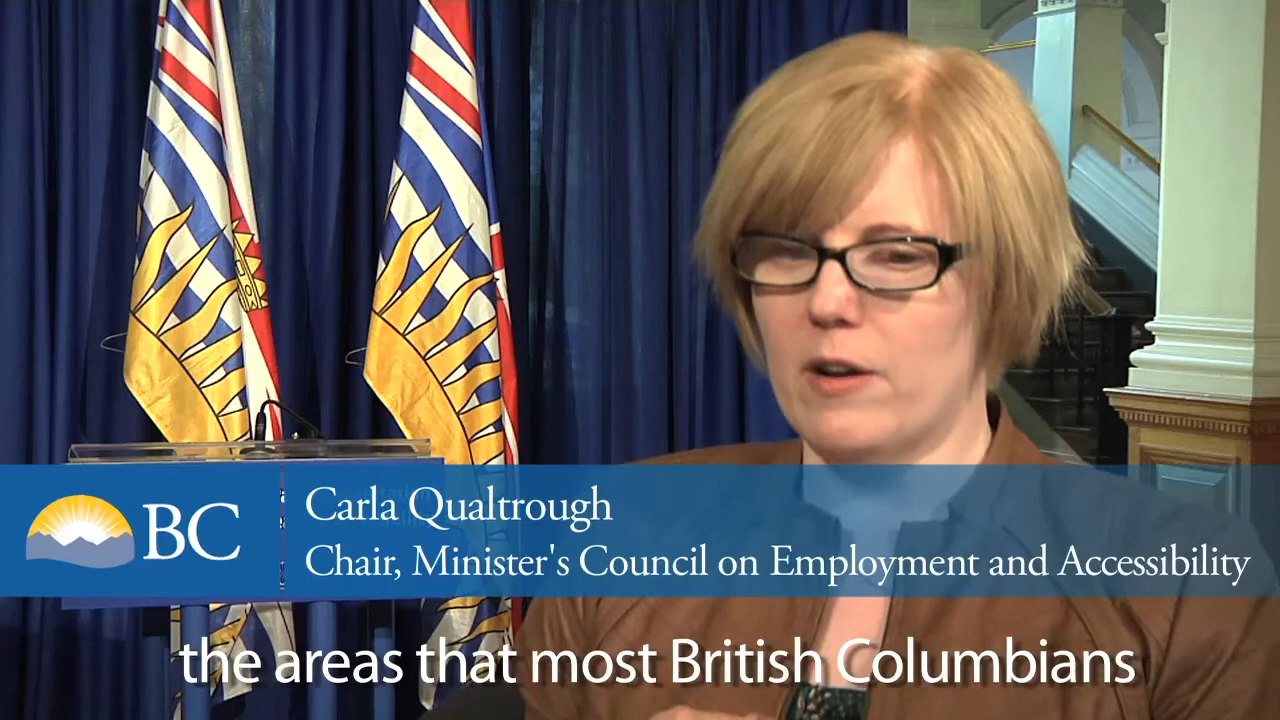 BC
Carla Qualtrough
Chair, Minister's Council on Employment and Accessibility
the areas that most British Columbians